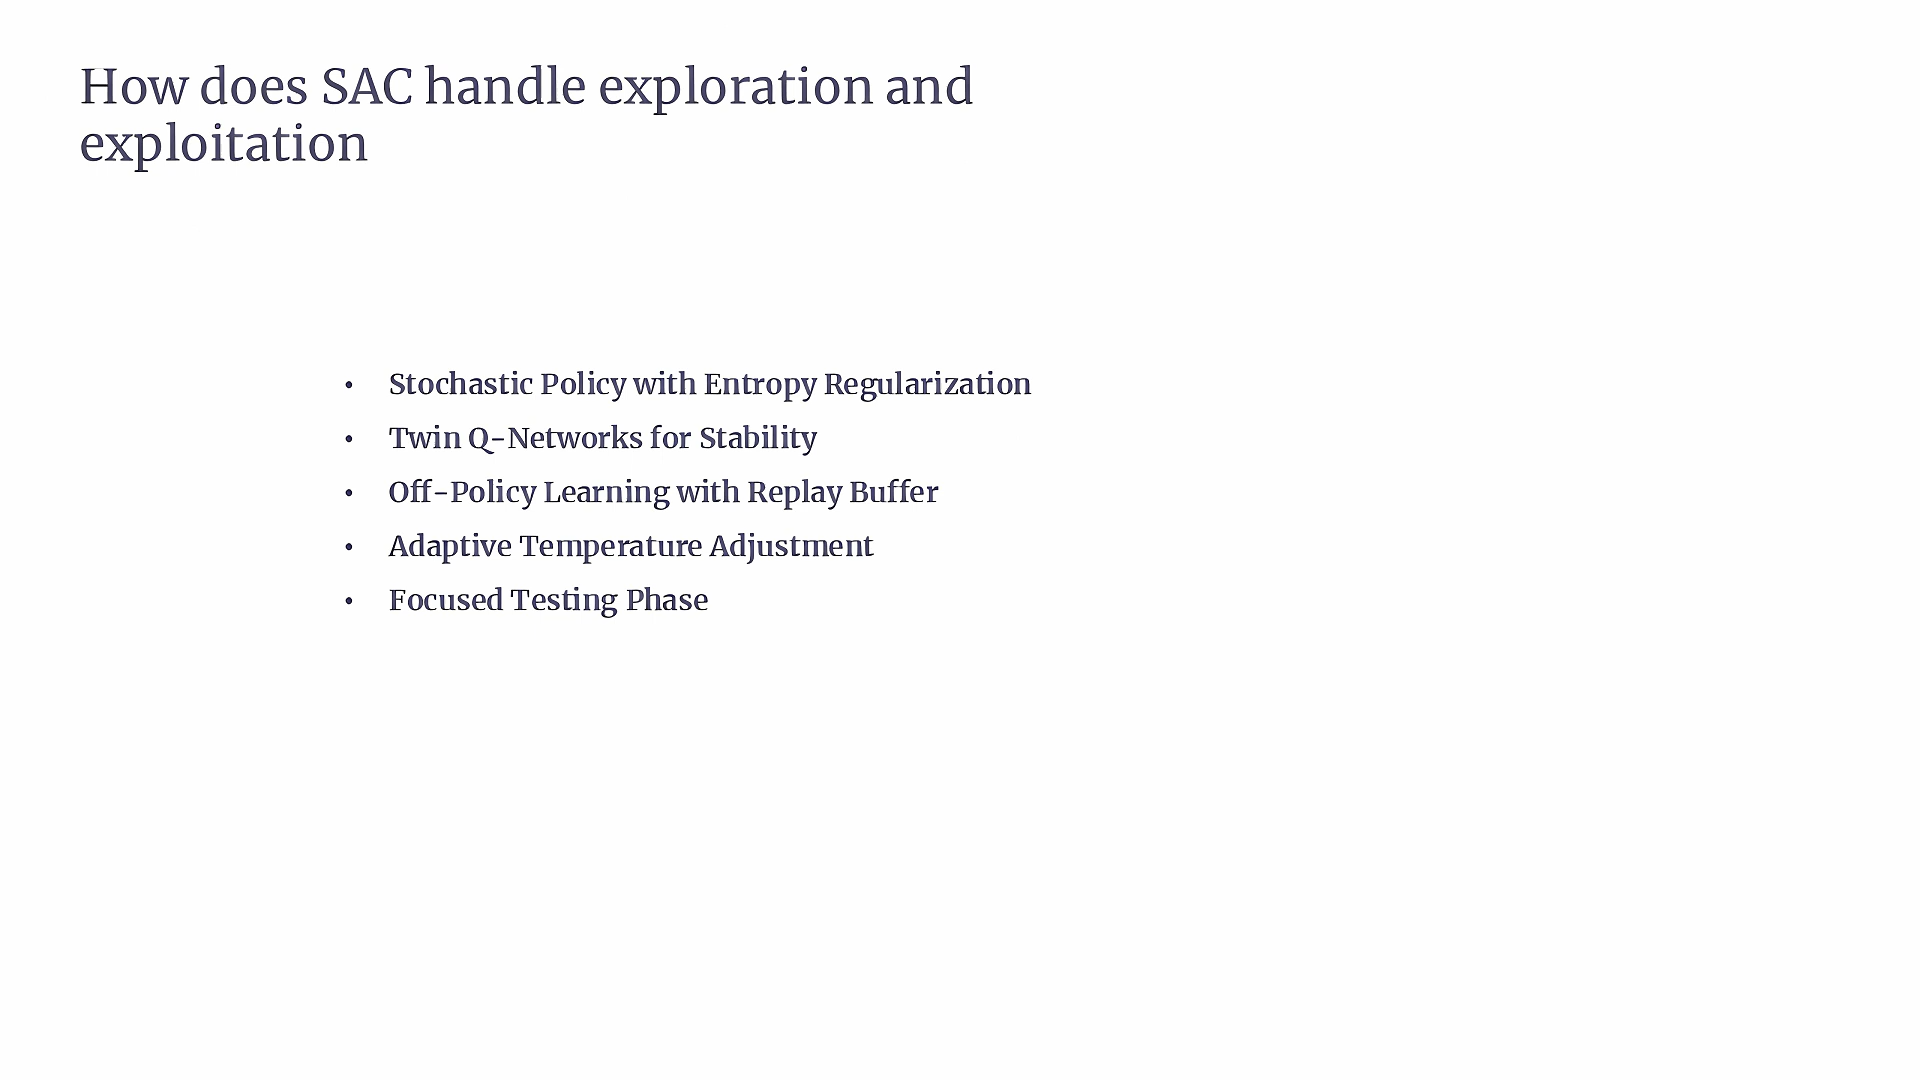 How does SAC handle exploration and
exploitation
• Stochastic Policy with Entropy Regularization
• Twin Q-Networks for Stability
• Off-Policy Learning with Replay Buffer
• Adaptive Temperature Adjustment
• Focused Testing Phase